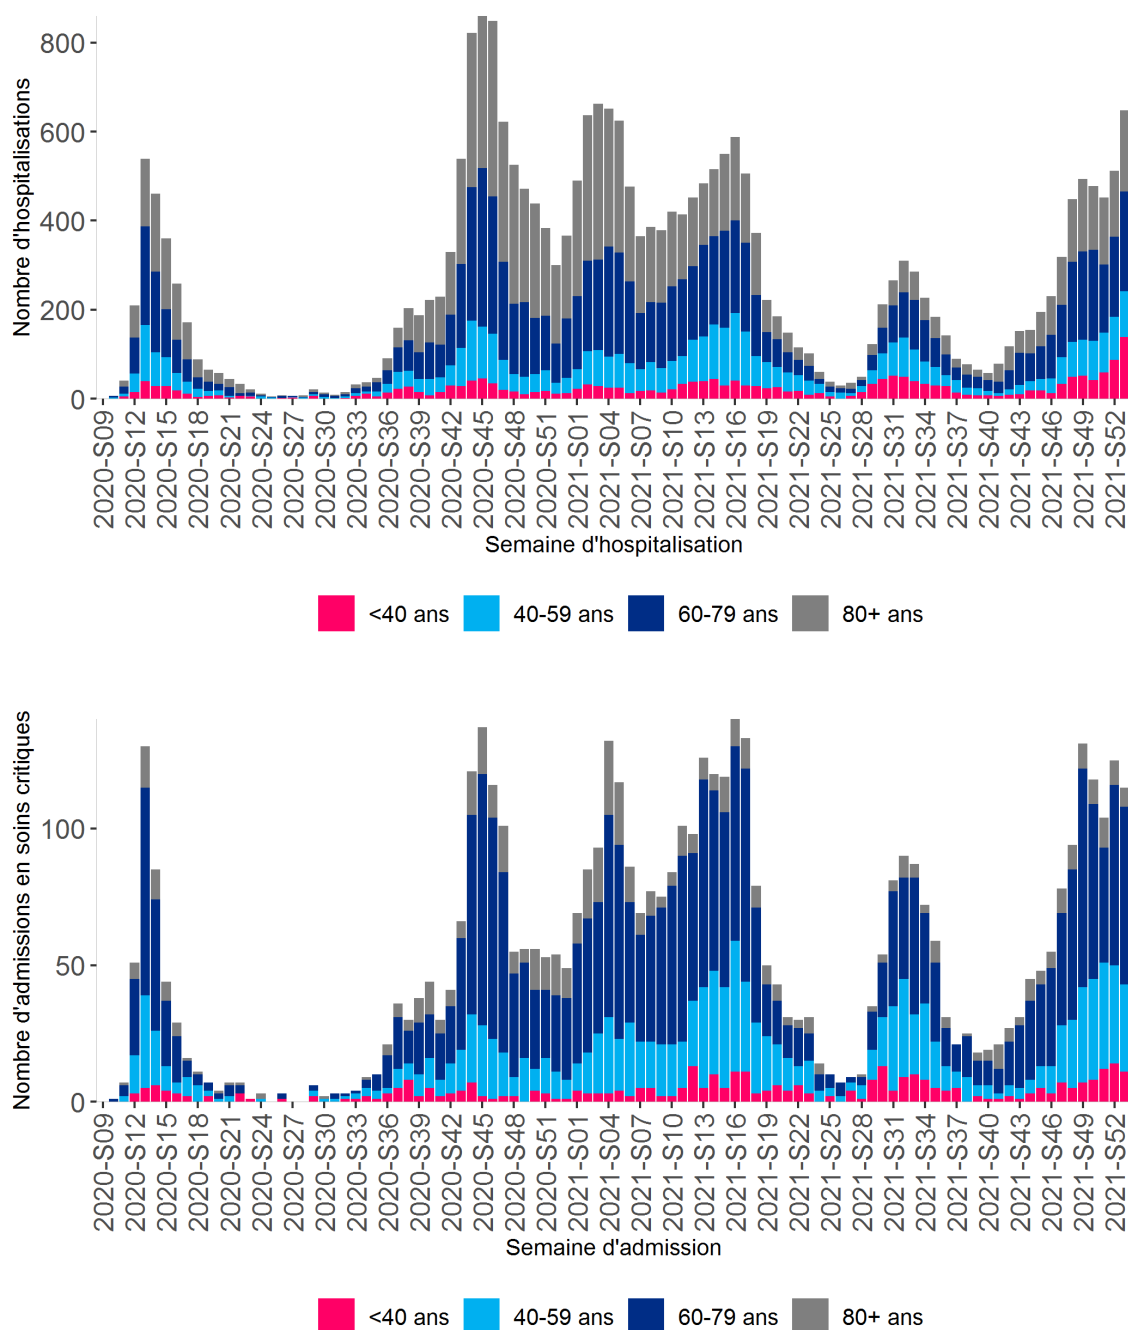 Nombre d'hospitalisations
800
600
400
200
0
2020-S09
2020-S12
2020-S15
2020-S18
2020-S21
2020-S24
2020-S27
2020-S30
2020-S33
2020-S36
2020-S39
2020-S42
2020-S45
2020-S48
2020-S51
2021-S01
2021-S04
2021-S07
2021-S10
2021-S13
2021-S16
2021-S19
2021-S22
2021-S25
2021-S28
2021-S31
2021-S34
2021-S37
2021-S40
2021-S43
2021-S46
2021-S49
2021-S52
Semaine d'hospitalisation
<40 ans 40-59 ans 60-79 ans 80+ ans
Nombre d'admissions en soins critiques
100
50
0
2020-S09
2020-S12
2020-S15
2020-S18
2020-S21
2020-S24
2020-S27
2020-S30
2020-S33
2020-S36
2020-S39
2020-S42
2020-S45
2020-S48
2020-S51
2021-S01
2021-S04
2021-S07
2021-S10
2021-S13
2021-S16
2021-S19
2021-S22
2021-S25
2021-S28
2021-S31
2021-S34
2021-S37
2021-S40
2021-S43
2021-S46
2021-S49
2021-S52
Semaine d'admission
<40 ans 40-59 ans 60-79 ans 80+ ans